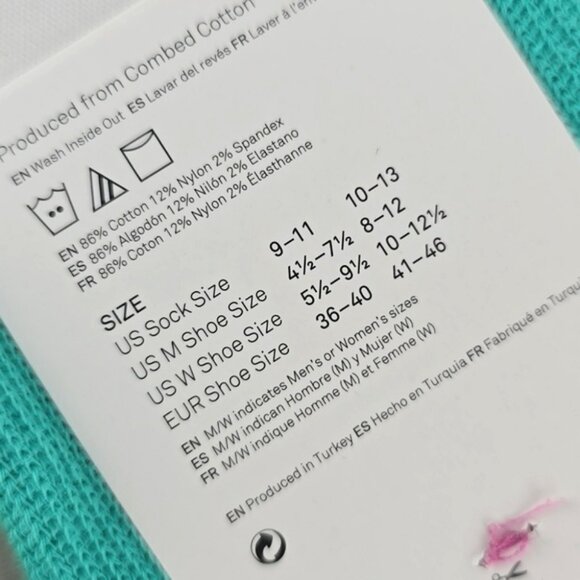 Produced from Combed Cotton
EN Wash Inside Out ES Lavar del revés FR Laver à l'en
EN 86% Cotton 12% Nylon 2% Spandex
ES 86% Algodón 12% Nilón 2% Elastano
FR 86% Coton 12% Nylon 2% Élasthanne
SIZE
US Sock Size 9–11 10–13
US M Shoe Size 4½–7½ 8–12
US W Shoe Size 5½–9½ 10–12½
EUR Shoe Size 36–40 41–46
EN M/W indicates Men's or Women's sizes
ES M/W indican Hombre (M) y Mujer (W)
FR M/W indique Homme (M) et Femme (W)
EN Produced in Turkey ES Hecho en Turquia FR Fabriqué en Turqu